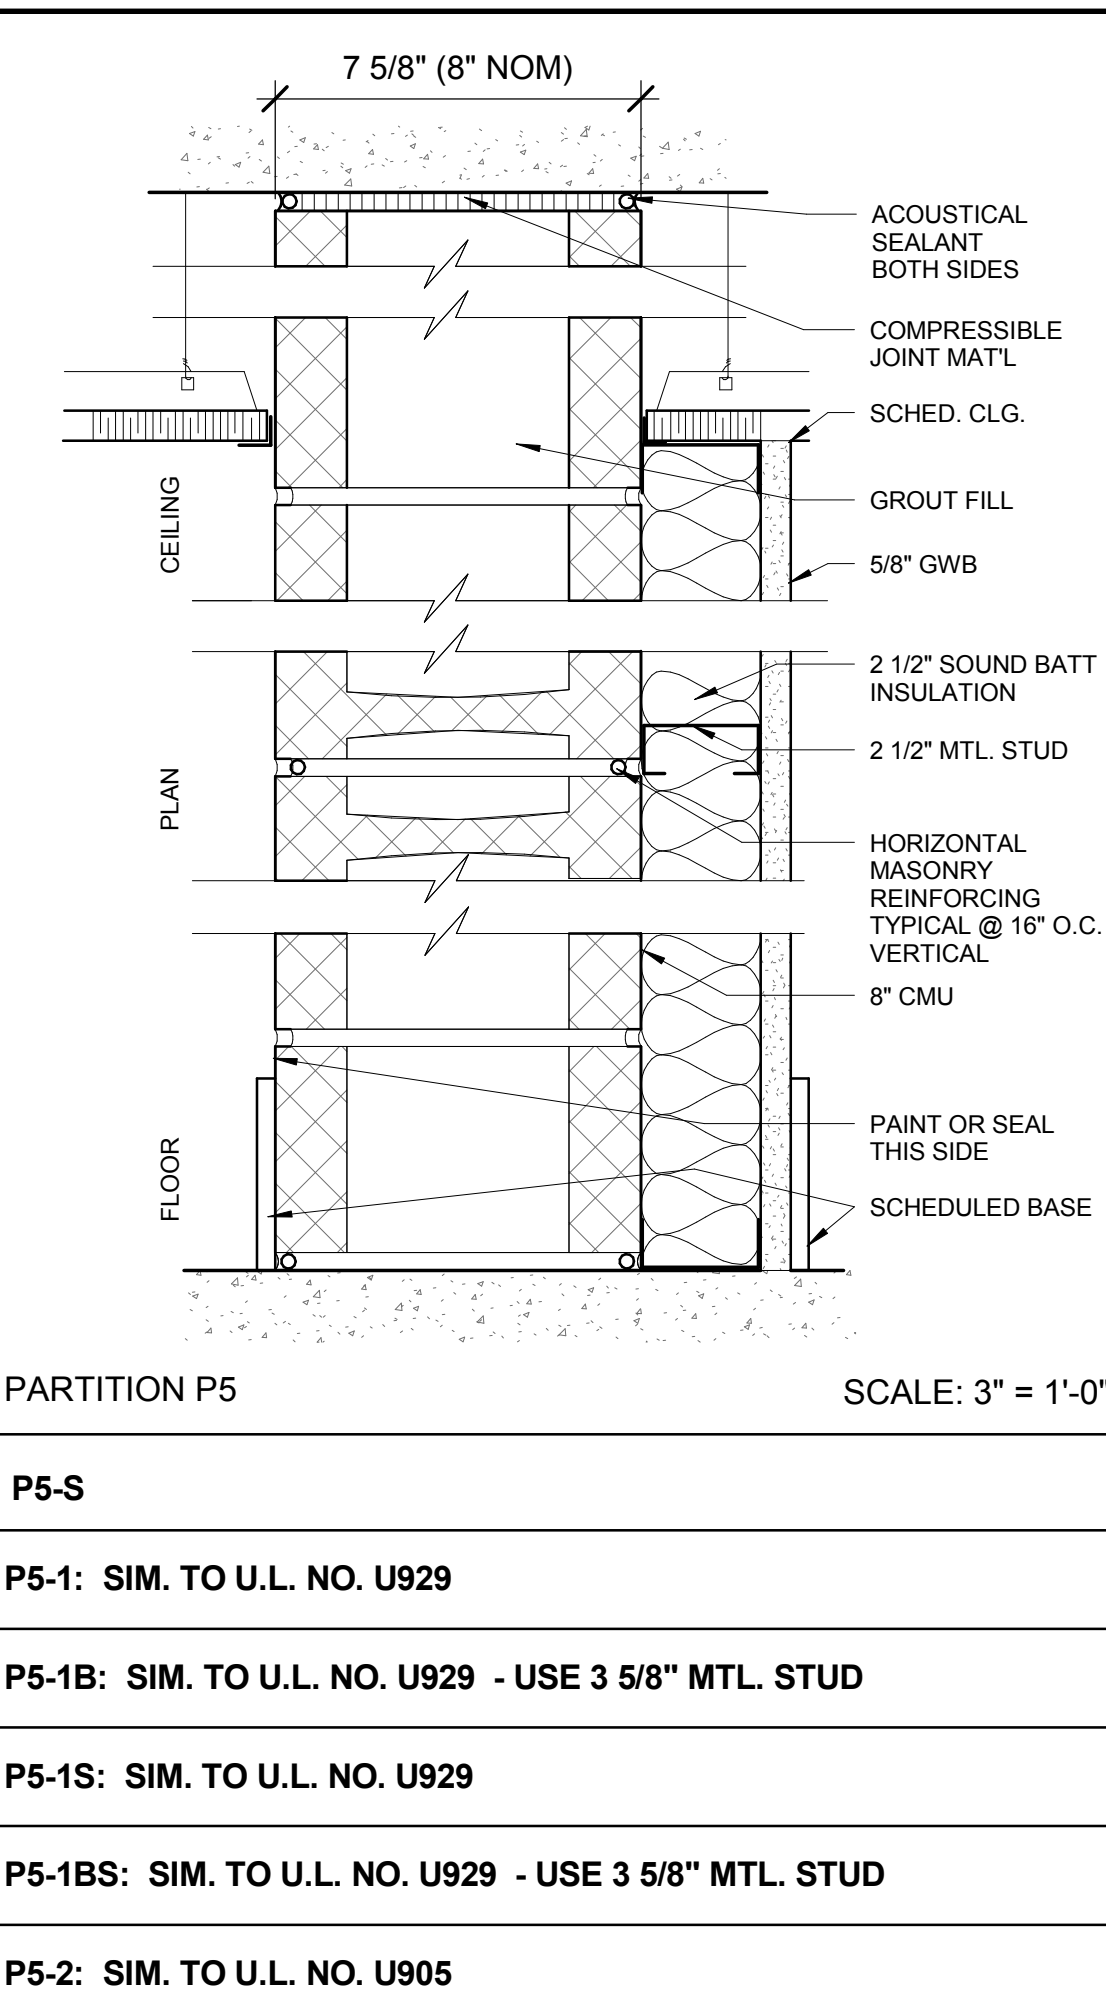 7 5/8" (8" NOM)
ACOUSTICAL
SEALANT
BOTH SIDES
COMPRESSIBLE
JOINT MAT'L
SCHED. CLG.
GROUT FILL
5/8" GWB
CEILING
2 1/2" SOUND BATT
INSULATION
2 1/2" MTL. STUD
PLAN
HORIZONTAL
MASONRY
REINFORCING
TYPICAL @ 16" O.C.
VERTICAL
8" CMU
PAINT OR SEAL
THIS SIDE
FLOOR
SCHEDULED BASE
PARTITION P5
SCALE: 3" = 1'-0"
P5-S
P5-1: SIM. TO U.L. NO. U929
P5-1B: SIM. TO U.L. NO. U929 - USE 3 5/8" MTL. STUD
P5-1S: SIM. TO U.L. NO. U929
P5-1BS: SIM. TO U.L. NO. U929 - USE 3 5/8" MTL. STUD
P5-2: SIM. TO U.L. NO. U905